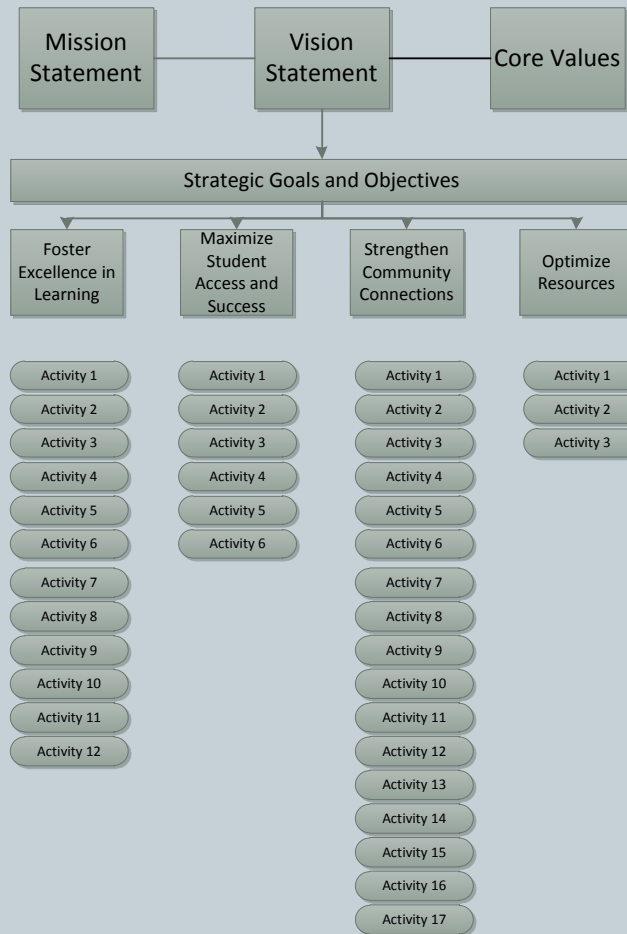 Mission
Statement
Vision
Statement
Core Values
Strategic Goals and Objectives
Foster
Excellence in
Learning
Maximize
Student
Access and
Success
Strengthen
Community
Connections
Optimize
Resources
Activity 1
Activity 2
Activity 3
Activity 4
Activity 5
Activity 6
Activity 7
Activity 8
Activity 9
Activity 10
Activity 11
Activity 12
Activity 1
Activity 2
Activity 3
Activity 4
Activity 5
Activity 6
Activity 1
Activity 2
Activity 3
Activity 4
Activity 5
Activity 6
Activity 7
Activity 8
Activity 9
Activity 10
Activity 11
Activity 12
Activity 13
Activity 14
Activity 15
Activity 16
Activity 17
Activity 1
Activity 2
Activity 3